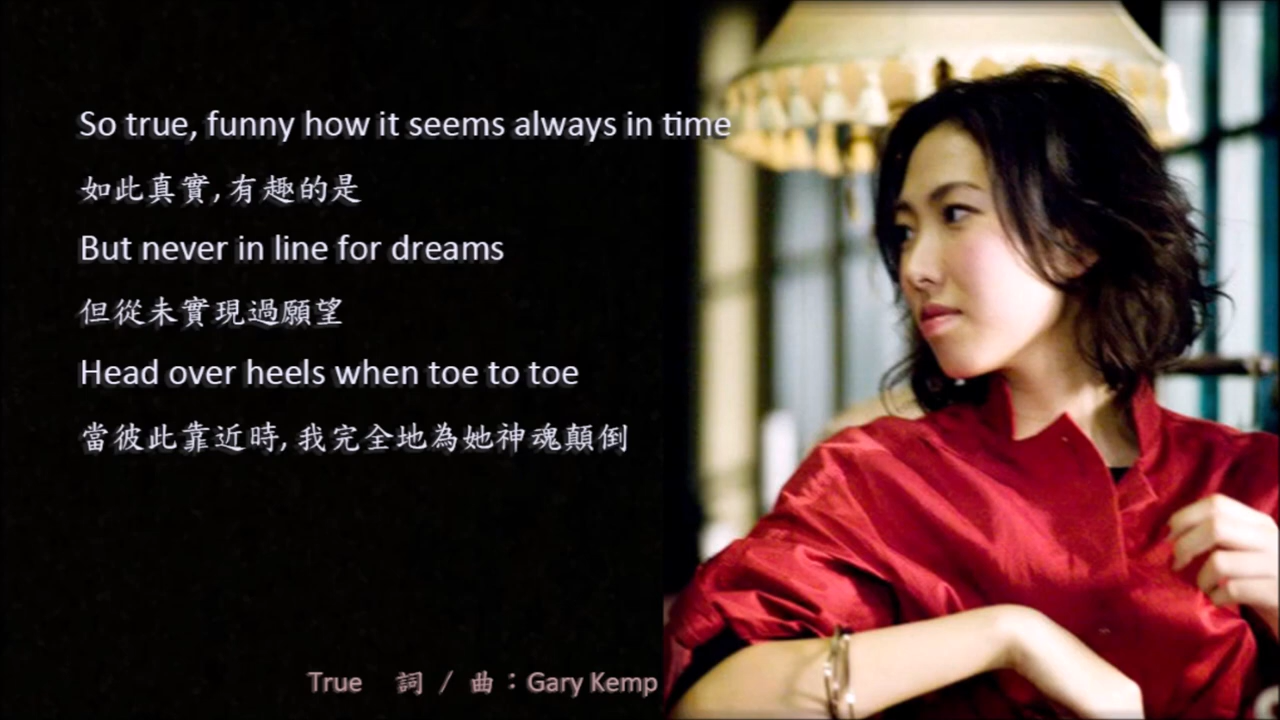 So true, funny how it seems always in time
如此真實,有趣的是
But never in line for dreams
但從未實現過願望
Head over heels when toe to toe
當彼此靠近時,我完全地為她神魂顛倒
True 詞 / 曲：Gary Kemp